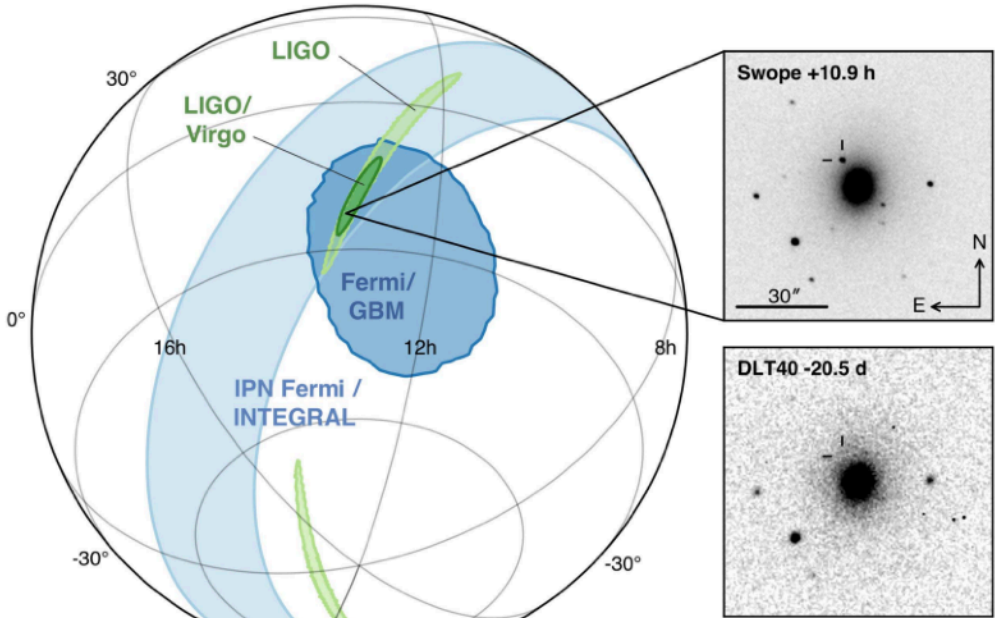 LIGO
30°
LIGO/
Virgo
Fermi/
GBM
0°
16h
12h
8h
IPN Fermi /
INTEGRAL
-30°
-30°
Swope +10.9 h
N
30"
E
DLT40 -20.5 d